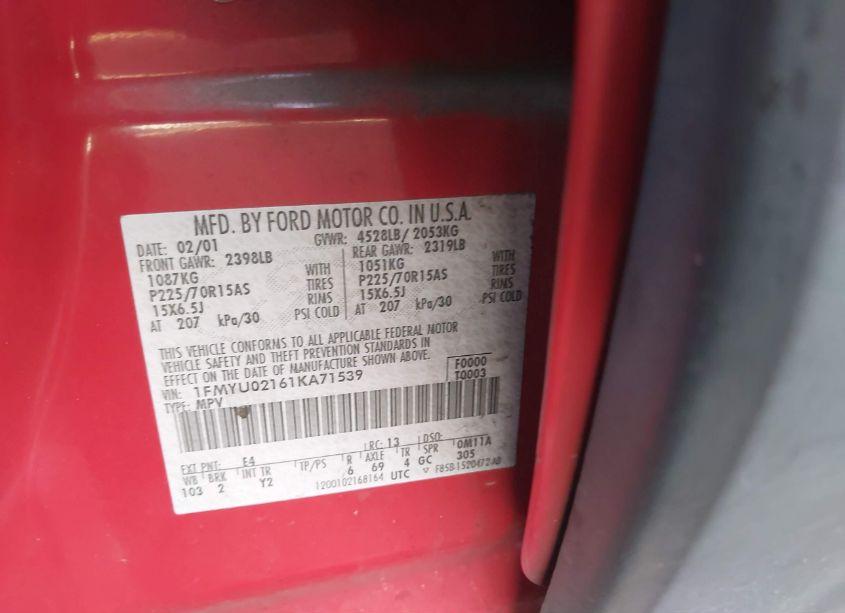 MFD. BY FORD MOTOR CO. IN U.S.A.
DATE: 02/01 GVWR: 4528LB/ 2053KG
FRONT GAWR: 2398LB REAR GAWR: 2319LB
1087KG WITH 1051KG WITH
P225/70R15AS TIRES P225/70R15AS TIRES
15X6.5J RIMS 15X6.5J RIMS
AT 207 kPa/30 PSI COLD AT 207 kPa/30 PSI COLD
THIS VEHICLE CONFORMS TO ALL APPLICABLE FEDERAL MOTOR
VEHICLE SAFETY AND THEFT PREVENTION STANDARDS IN
EFFECT ON THE DATE OF MANUFACTURE SHOWN ABOVE.
VIN: 1FMYU02161KA71539 F0000
TYPE: MPV T0003
EXT PNT: E4 RC: 13 DSO:
WB BRK INT TR TP/PS R AXLE TR SPR 0M11A
103 2 Y2 6 69 4 GC 305
1200102168164 UTC ▽ F85B-1520472-AB